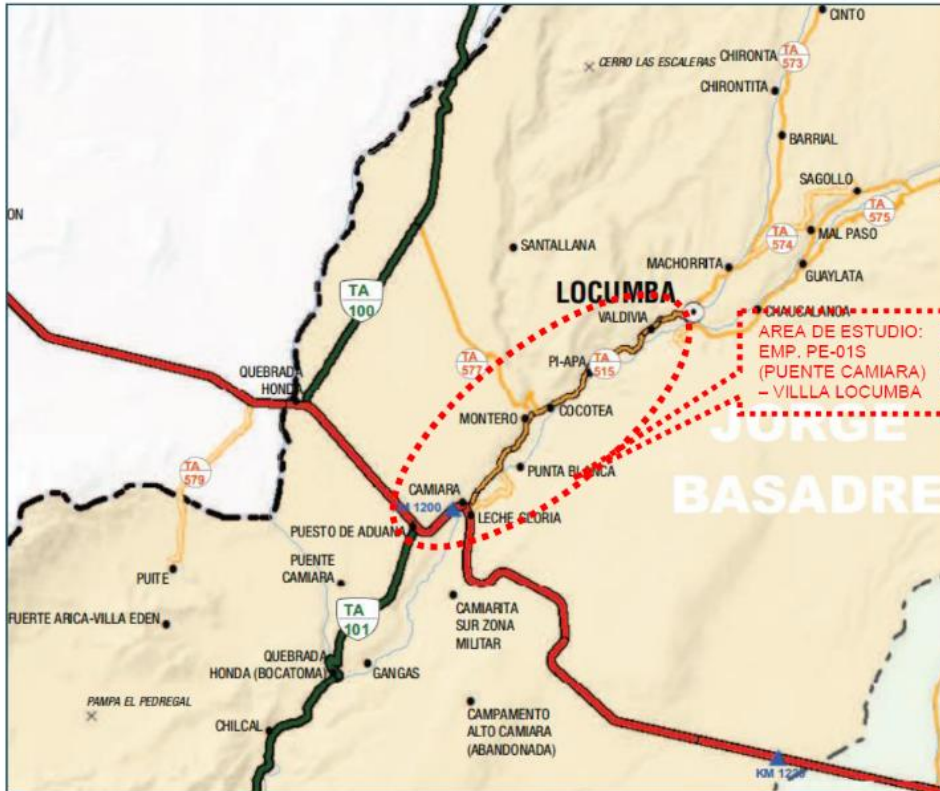 CINTO
CHIRONTA
TA
573
CERRO LAS ESCALERAS
CHIRONTITA
BARRIAL
SAGOLLO
TA
575
ON
SANTALLANA
TA
574
MAL PASO
MACHORRITA
GUAYLATA
LOCUMBA
TA
100
VALDIVIA
AREA DE ESTUDIO:
EMP. PE-01S
(PUENTE CAMIARA)
– VILLLA LOCUMBA
QUEBRADA
HONDA
TA
577
PI-APA
TA
515
MONTERO
COCOTEA
JORGE
BASADRE
TA
579
PUNTA BLANCA
CAMIARA
KM 1200
LECHE GLORIA
PUESTO DE ADUANA
PUITE
PUENTE
CAMIARA
FUERTE ARICA-VILLA EDEN
TA
101
CAMIARITA
SUR ZONA
MILITAR
QUEBRADA
HONDA (BOCATOMA)
GANGAS
PAMPA EL PEDREGAL
CHILCAL
CAMPAMENTO
ALTO CAMIARA
(ABANDONADA)